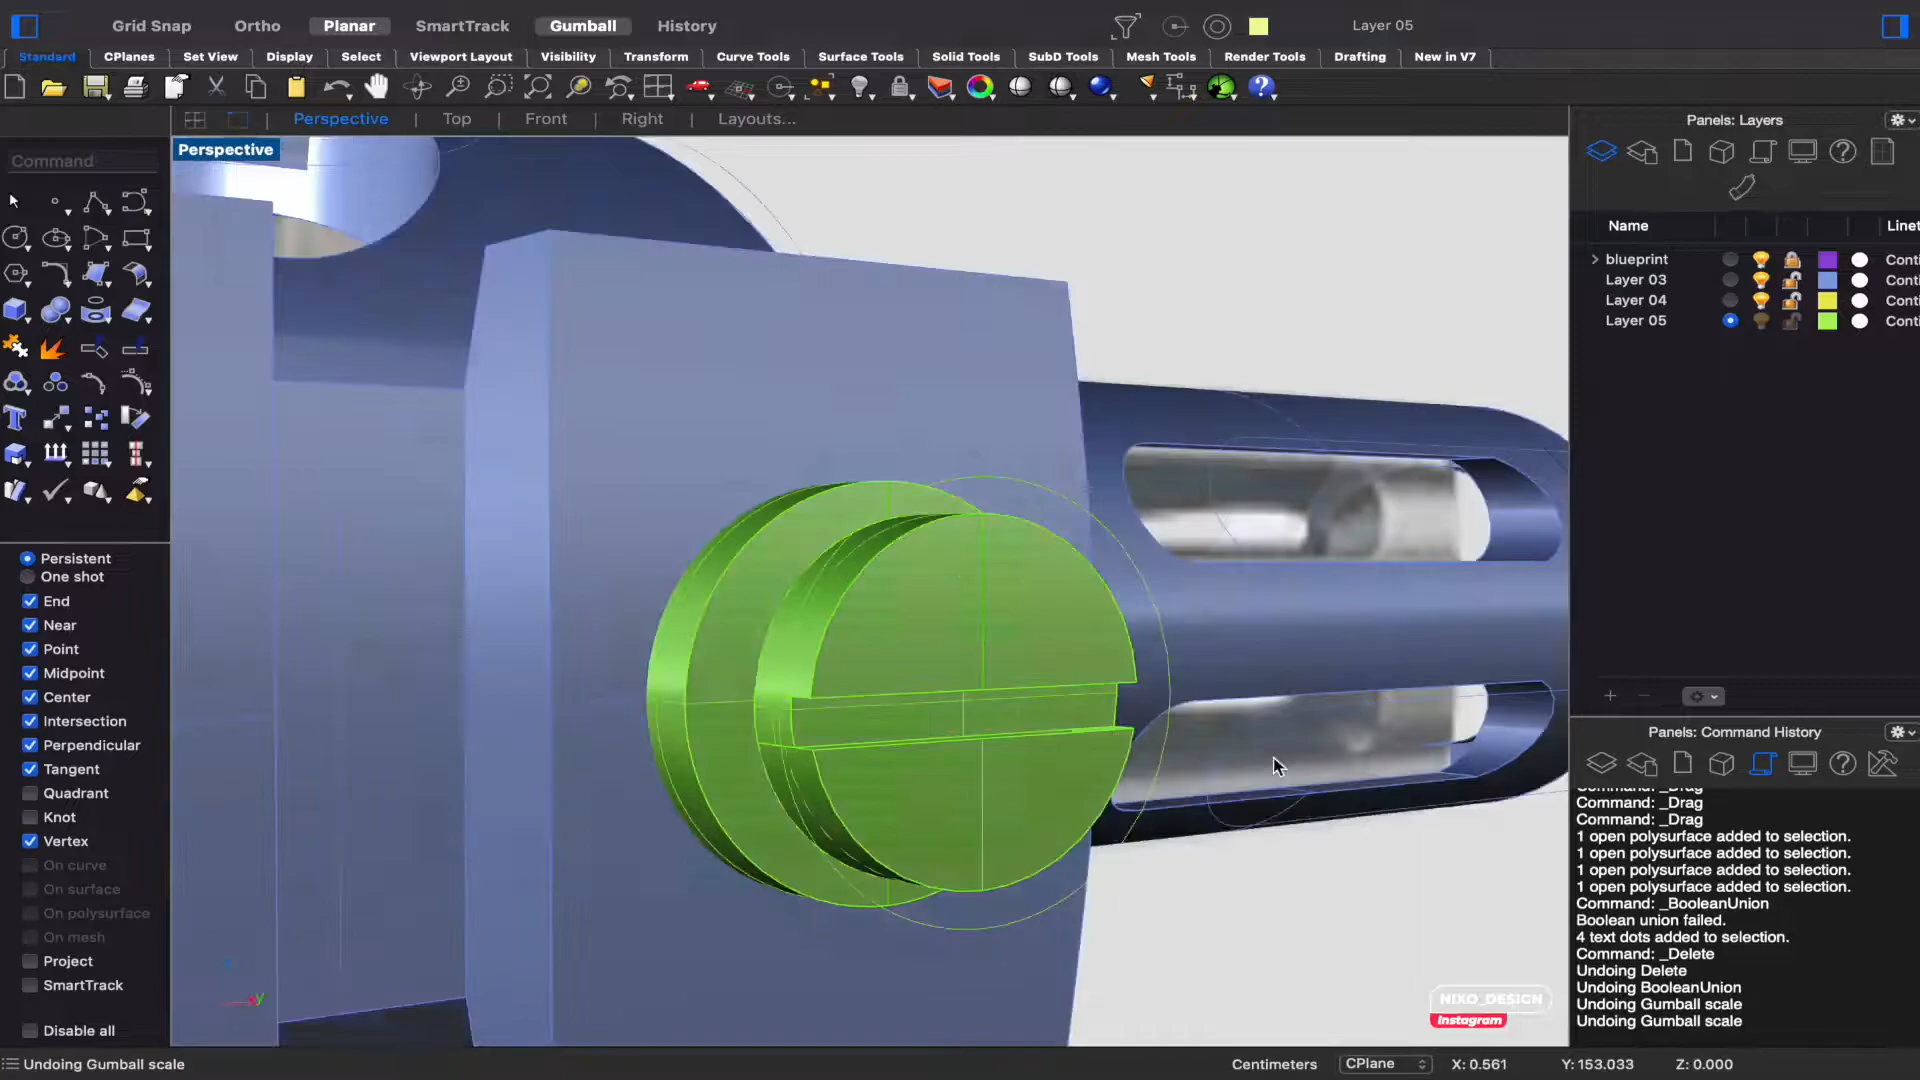 Grid Snap Ortho Planar SmartTrack Gumball History Layer 05
Standard CPlanes Set View Display Select Viewport Layout Visibility Transform Curve Tools Surface Tools Solid Tools SubD Tools Mesh Tools Render Tools Drafting New in V7
Perspective Top Front Right Layouts...
Panels: Layers
Perspective
Command
Name Linet
blueprint Conti
Layer 03 Conti
Layer 04 Conti
Layer 05 Conti
Persistent
One shot
End
Near
Point
Midpoint
Center
Intersection
Perpendicular
Tangent
Quadrant
Knot
Vertex
On curve
On surface
On polysurface
On mesh
Project
SmartTrack
Disable all
y
NIXO_DESIGN
Instagram
Panels: Command History
Command: _Drag
Command: _Drag
Command: _Drag
1 open polysurface added to selection.
1 open polysurface added to selection.
1 open polysurface added to selection.
1 open polysurface added to selection.
Command: _BooleanUnion
Boolean union failed.
4 text dots added to selection.
Command: _Delete
Undoing Delete
Undoing BooleanUnion
Undoing Gumball scale
Undoing Gumball scale
Undoing Gumball scale Centimeters CPlane X: 0.561 Y: 153.033 Z: 0.000